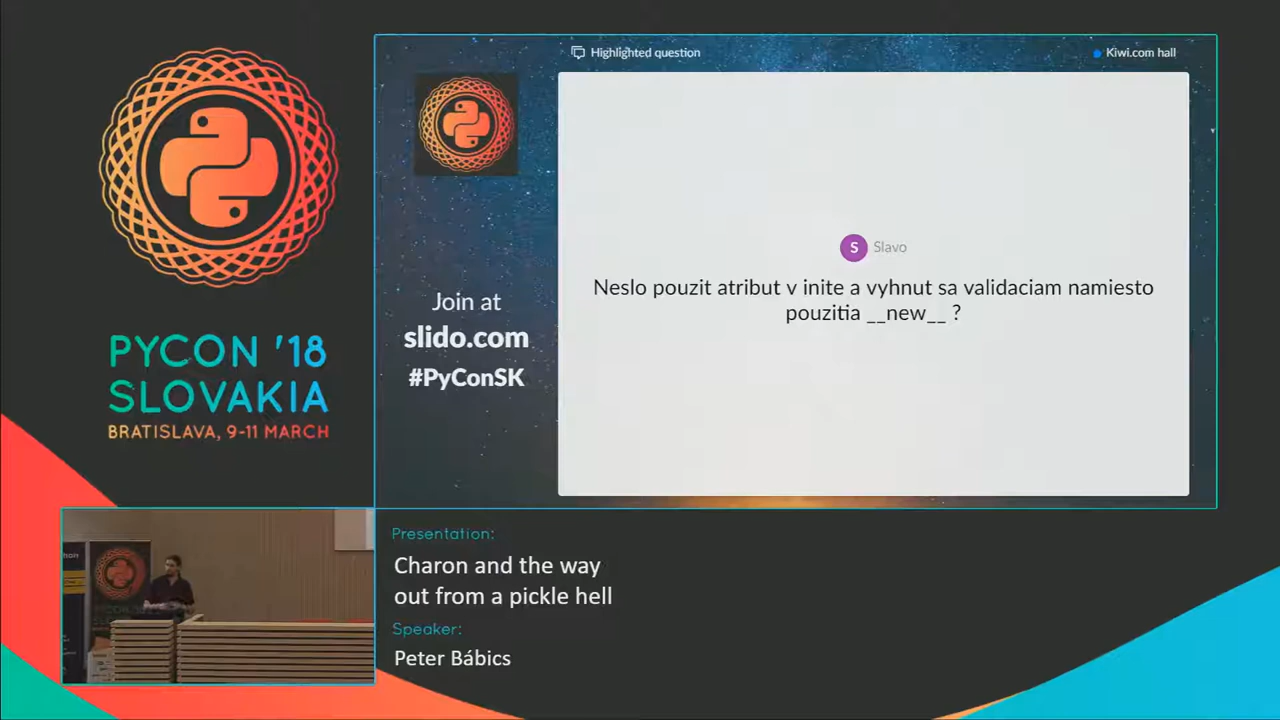 PYCON '18
SLOVAKIA
BRATISLAVA, 9-11 MARCH
Highlighted question
Kiwi.com hall
Join at
slido.com
#PyConSK
S Slavo
Neslo pouzit atribut v inite a vyhnut sa validaciam namiesto
pouzitia __new__ ?
Presentation:
Charon and the way
out from a pickle hell
Speaker:
Peter Bábics